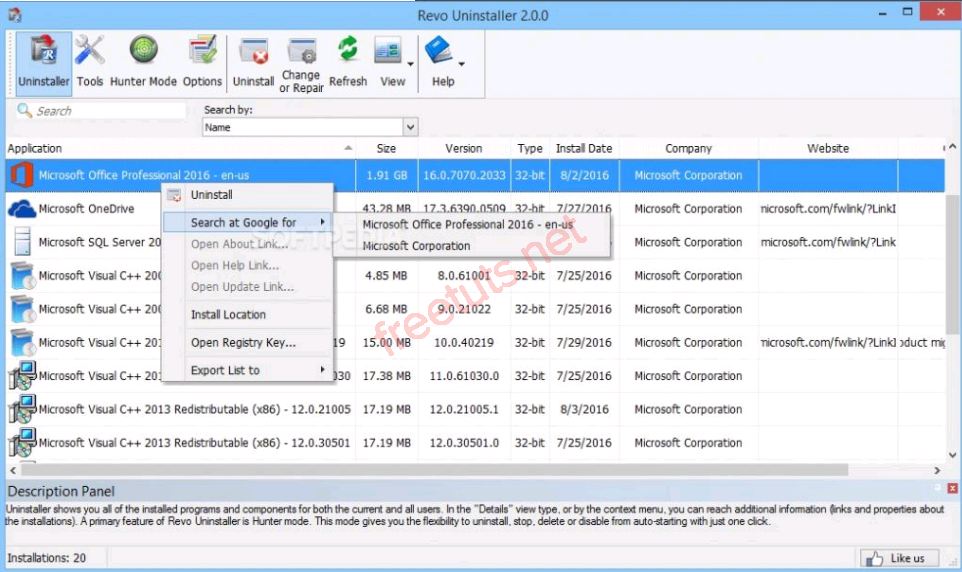 Revo Uninstaller 2.0.0
Uninstaller Tools Hunter Mode Options Uninstall Change or Repair Refresh View Help
Search
Search by:
Name
Application Size Version Type Install Date Company Website
Microsoft Office Professional 2016 - en-us 1.91 GB 16.0.7070.2033 32-bit 8/2/2016 Microsoft Corporation
Microsoft OneDrive 43.28 MB 17.3.6390.0509 32-bit 7/27/2016 Microsoft Corporation microsoft.com/fwlink/?LinkI
Microsoft SQL Server 20 32-bit 7/25/2016 Microsoft Corporation microsoft.com/fwlink/?Link
Microsoft Visual C++ 200 4.85 MB 8.0.61001 32-bit 7/25/2016 Microsoft Corporation
Microsoft Visual C++ 200 6.68 MB 9.0.21022 32-bit 7/25/2016 Microsoft Corporation
Microsoft Visual C++ 201 19 15.00 MB 10.0.40219 32-bit 7/29/2016 Microsoft Corporation microsoft.com/fwlink/?LinkI oduct mig
Microsoft Visual C++ 201 030 17.38 MB 11.0.61030.0 32-bit 7/25/2016 Microsoft Corporation
Microsoft Visual C++ 2013 Redistributable (x86) - 12.0.21005 17.19 MB 12.0.21005.1 32-bit 8/3/2016 Microsoft Corporation
Microsoft Visual C++ 2013 Redistributable (x86) - 12.0.30501 17.19 MB 12.0.30501.0 32-bit 7/25/2016 Microsoft Corporation
Uninstall
Search at Google for
Open About Link...
Open Help Link...
Open Update Link...
Install Location
Open Registry Key...
Export List to
Microsoft Office Professional 2016 - en-us
Microsoft Corporation
SOFTPEDIA
freetuts.net
Description Panel
Uninstaller shows you all of the installed programs and components for both the current and all users. In the "Details" view type, or by the context menu, you can reach additional information (links and properties about
the installations). A primary feature of Revo Uninstaller is Hunter mode. This mode gives you the flexibility to uninstall, stop, delete or disable from auto-starting with just one click.
Installations: 20
Like us